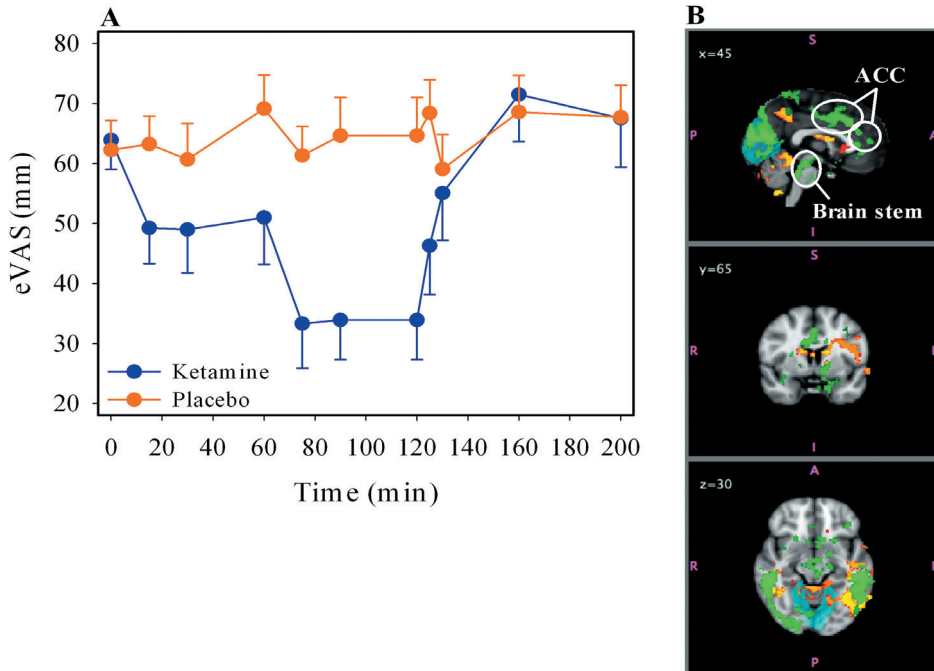 A
80
70
60
50
40
30
20
eVAS (mm)
Ketamine
Placebo
0 20 40 60 80 100 120 140 160 180 200
Time (min)
B
S
x=45
ACC
P
A
Brain stem
I
S
y=65
R
I
A
z=30
R
P